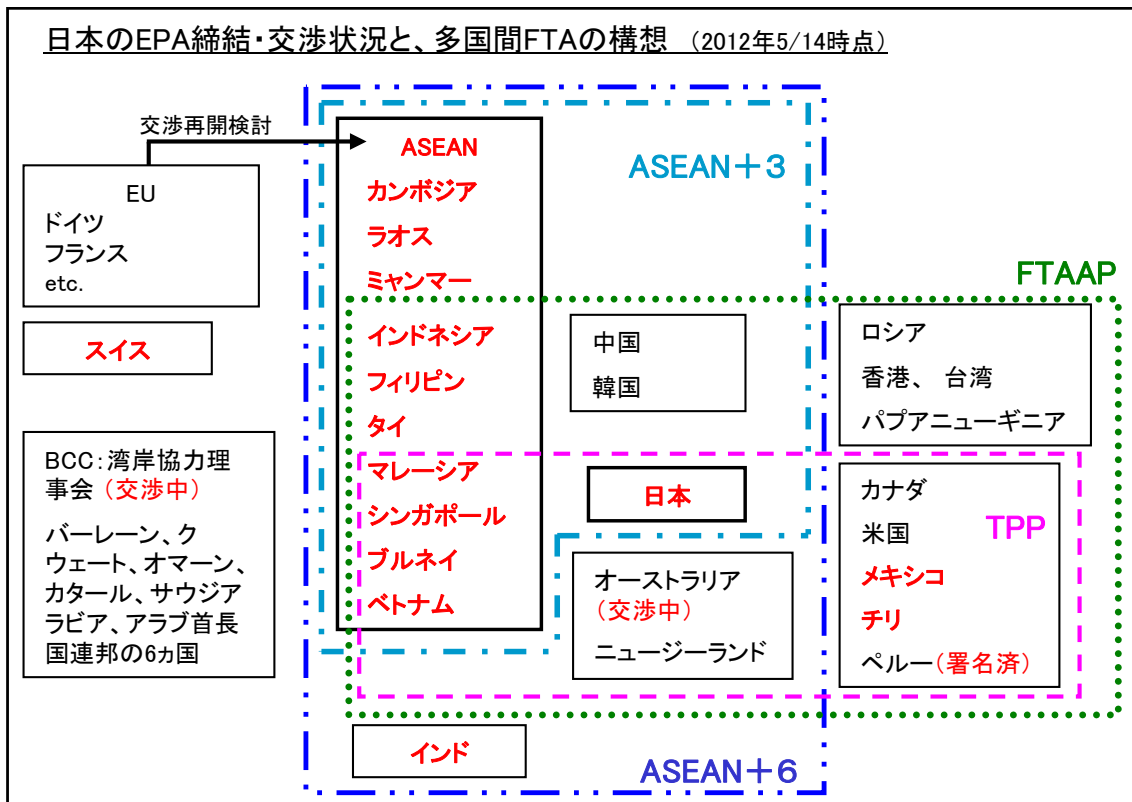 日本のEPA締結・交渉状況と、多国間FTAの構想 （2012年5/14時点）
交渉再開検討
EU
ドイツ
フランス
etc.
スイス
BCC：湾岸協力理
事会（交渉中）
バーレーン、ク
ウェート、オマーン、
カタール、サウジア
ラビア、アラブ首長
国連邦の6ヵ国
ASEAN
カンボジア
ラオス
ミャンマー
インドネシア
フィリピン
タイ
マレーシア
シンガポール
ブルネイ
ベトナム
インド
ASEAN＋3
中国
韓国
日本
オーストラリア
（交渉中）
ニュージーランド
ASEAN＋6
FTAAP
ロシア
香港、 台湾
パプアニューギニア
カナダ
米国
TPP
メキシコ
チリ
ペルー（署名済）